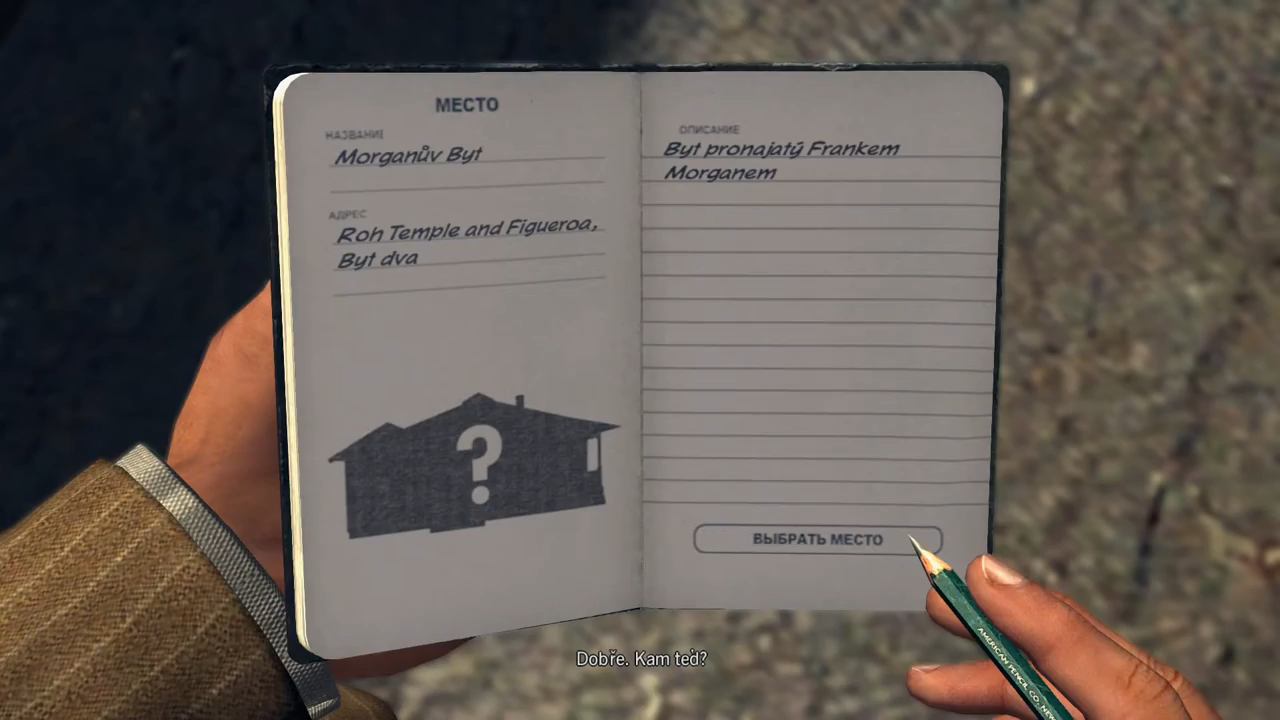 МЕСТО
НАЗВАНИЕ
Morganův Byt
АДРЕС
Roh Temple and Figueroa,
Byt dva
ОПИСАНИЕ
Byt pronajatý Frankem
Morganem
ВЫБРАТЬ МЕСТО
AMERICAN PENCIL CO. NEW
Dobře. Kam teď?